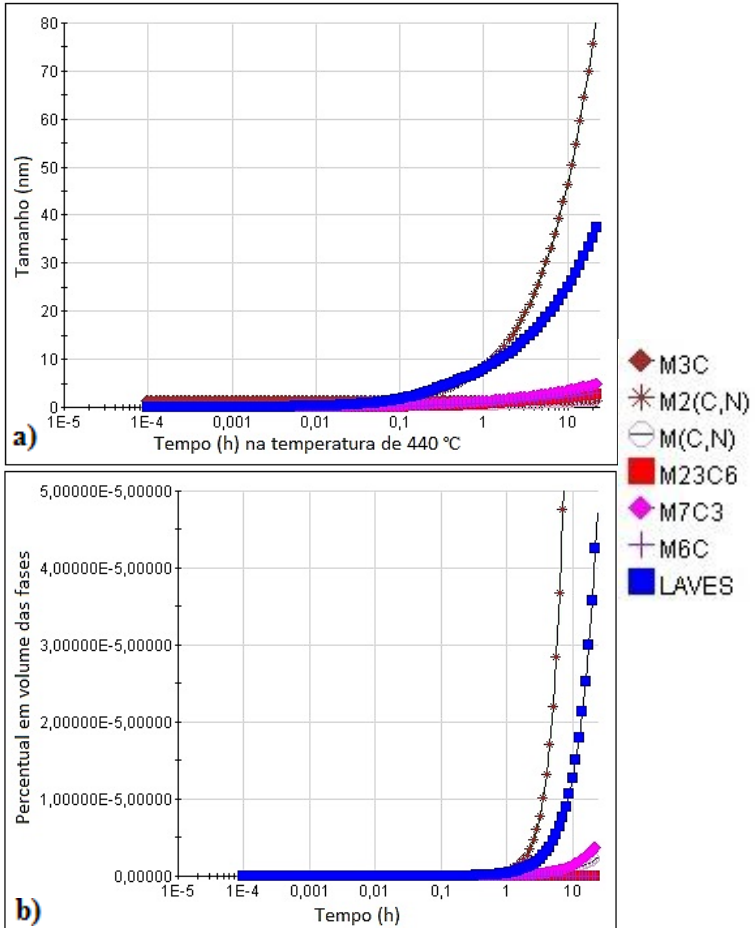 80
70
60
50
40
30
20
10
0
Tamanho (nm)
1E-5 1E-4 0,001 0,01 0,1 1 10
a)
Tempo (h) na temperatura de 440 °C
M3C
M2(C,N)
M(C,N)
M23C6
M7C3
M6C
LAVES
5,00000E-5,00000
4,00000E-5,00000
3,00000E-5,00000
2,00000E-5,00000
1,00000E-5,00000
0,00000
Percentual em volume das fases
1E-5 1E-4 0,001 0,01 0,1 1 10
b)
Tempo (h)